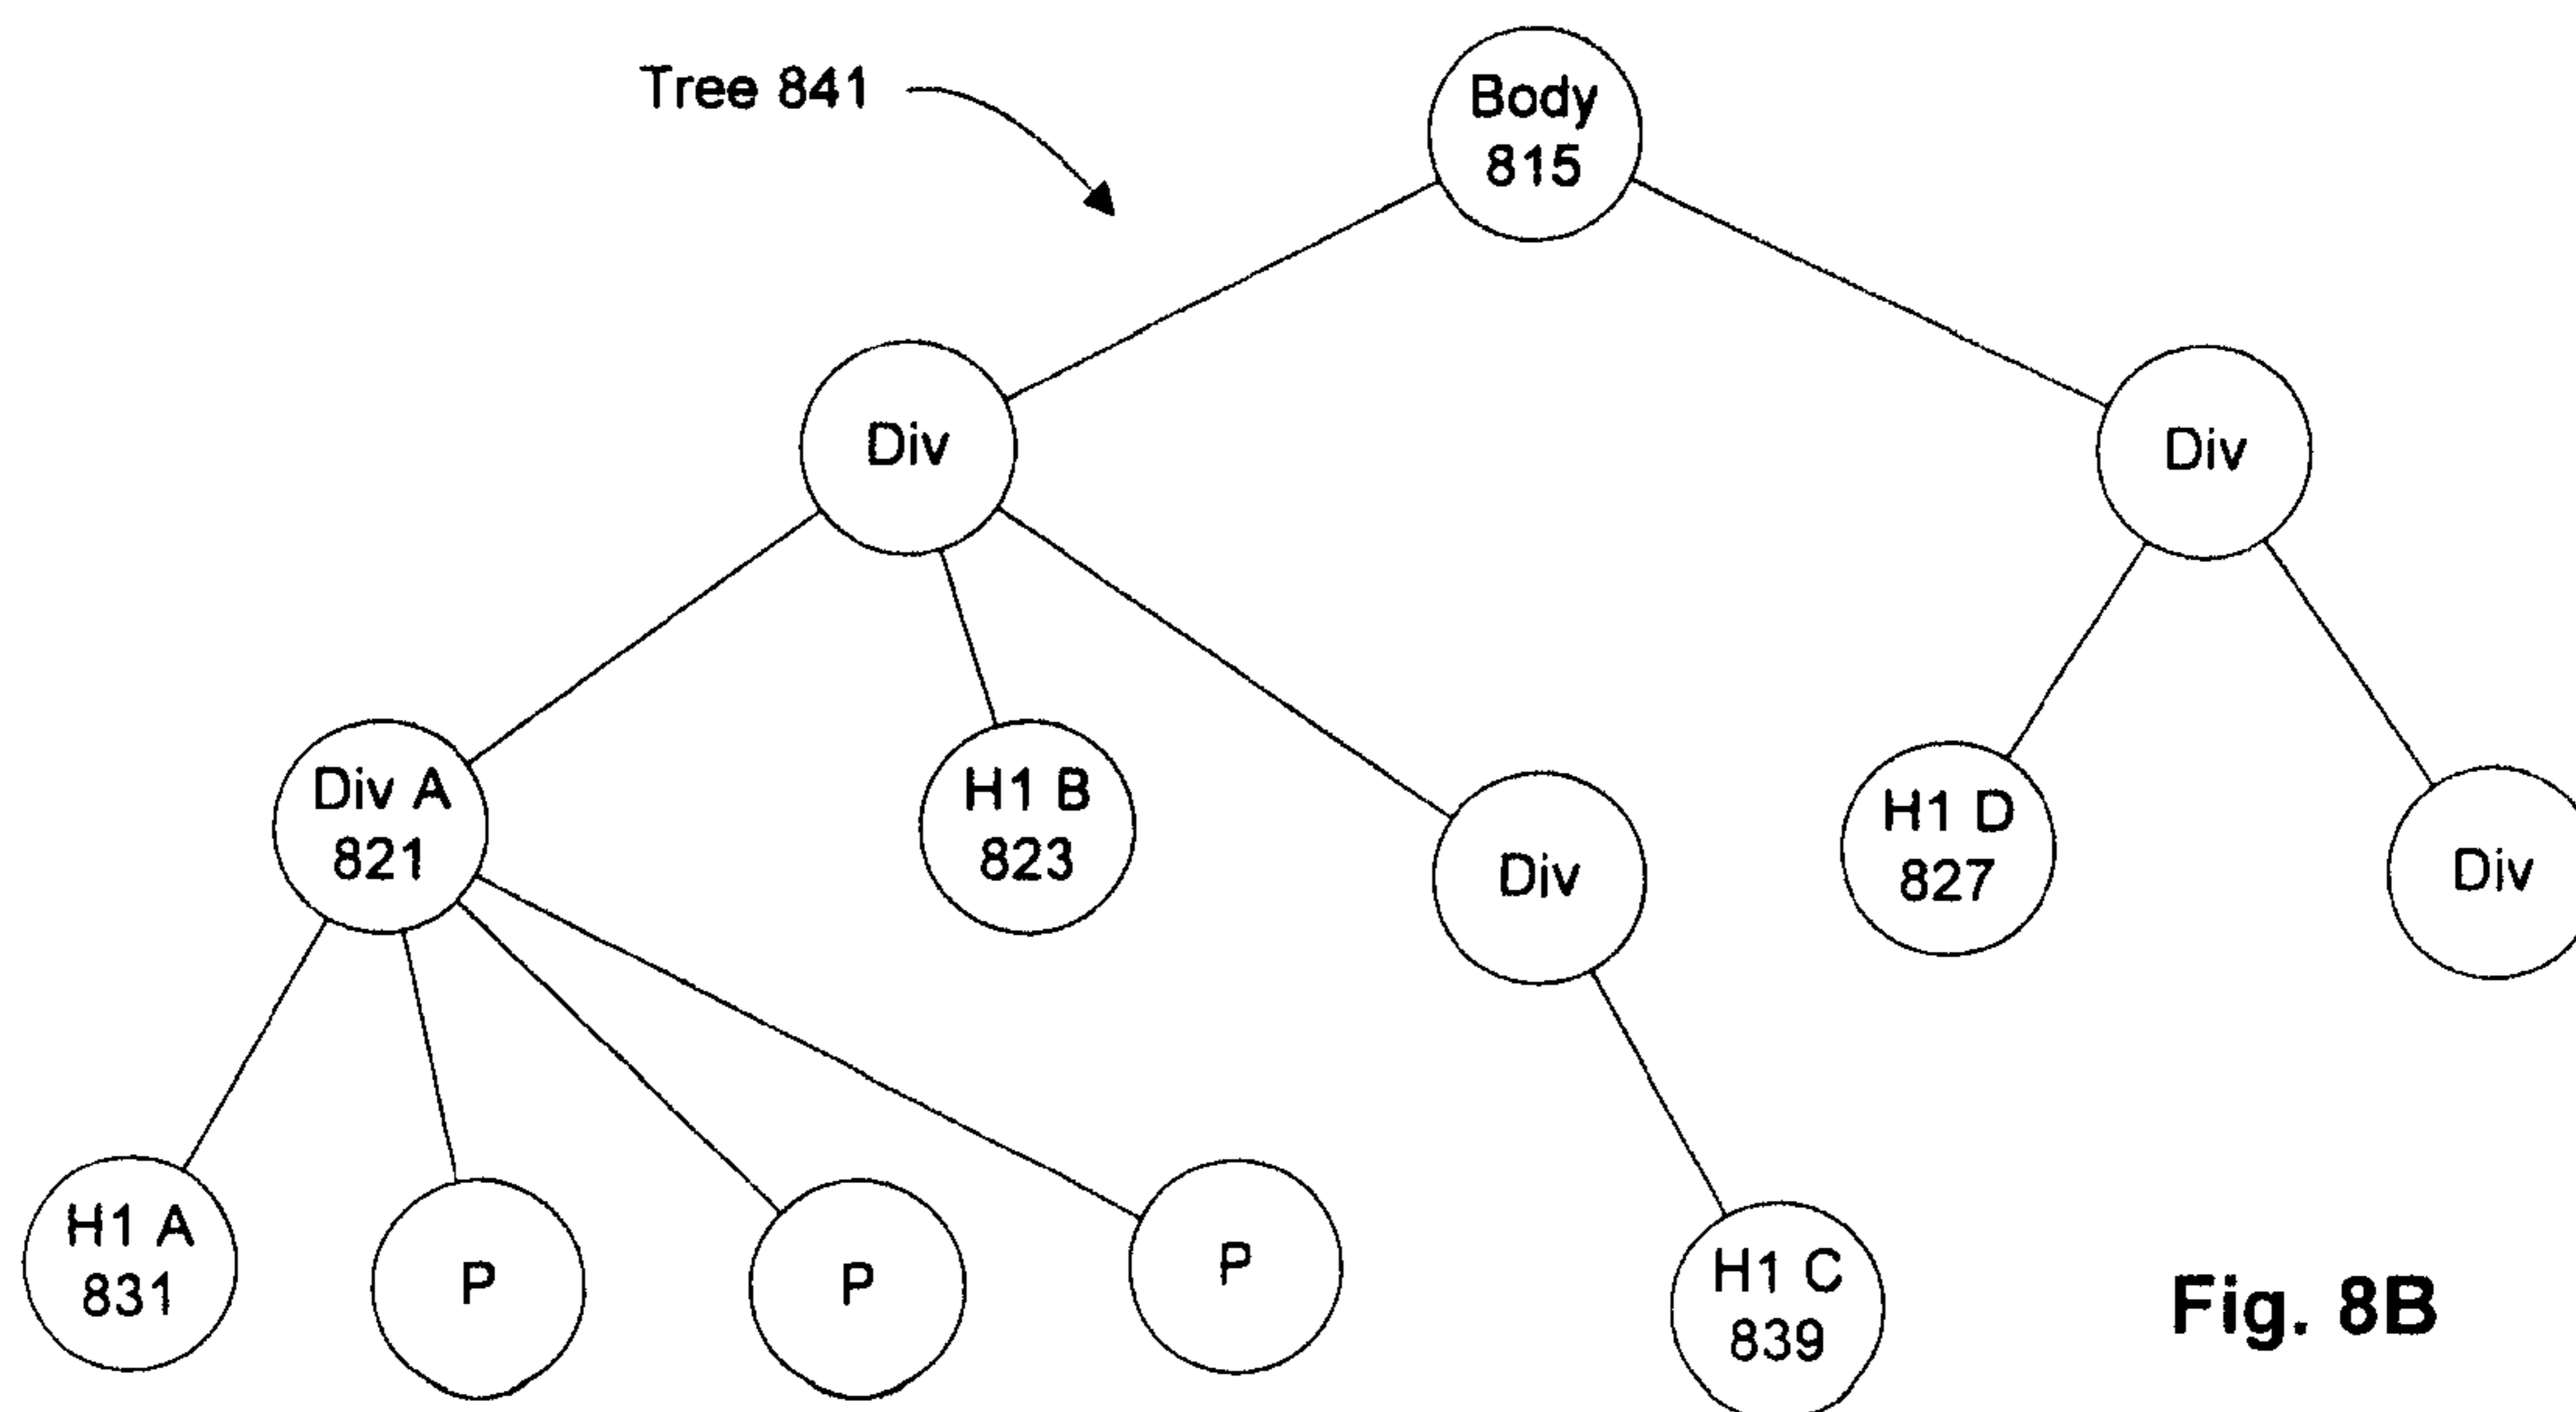 Tree 841
Body
815
Div
Div
Div A
821
H1 B
823
Div
H1 D
827
Div
H1 A
831
P
P
P
H1 C
839
Fig. 8B